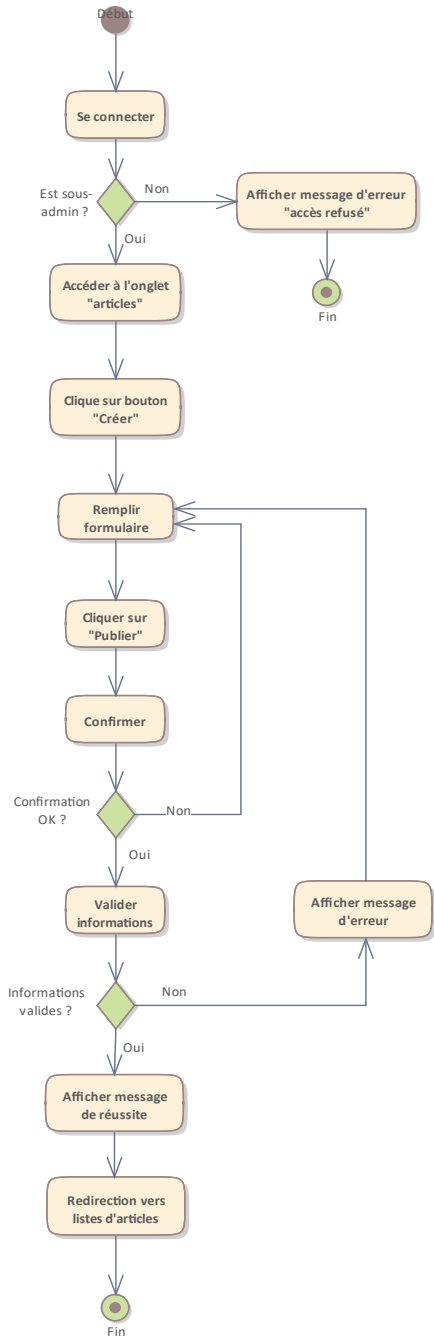 Début
Se connecter
Est sous-
admin ?
Non
Afficher message d'erreur
"accès refusé"
Oui
Fin
Accéder à l'onglet
"articles"
Clique sur bouton
"Créer"
Remplir
formulaire
Cliquer sur
"Publier"
Confirmer
Confirmation
OK ?
Non
Oui
Valider
informations
Afficher message
d'erreur
Informations
valides ?
Non
Oui
Afficher message
de réussite
Redirection vers
listes d'articles
Fin